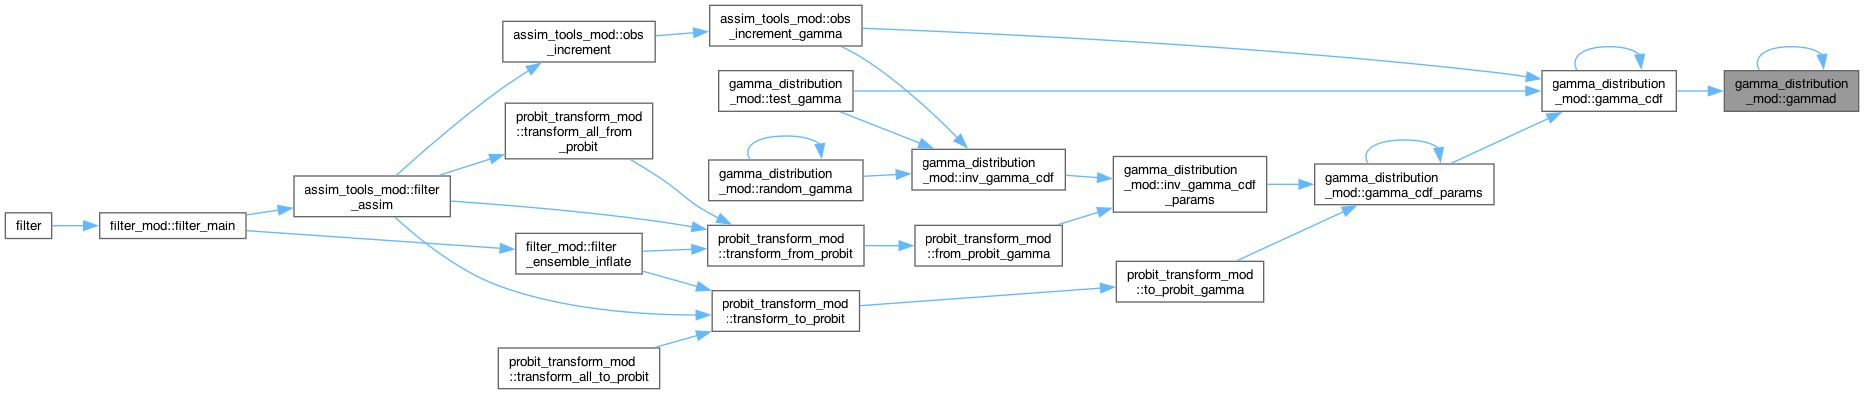 filter
filter_mod::filter_main
assim_tools_mod::filter
_assim
assim_tools_mod::obs
_increment
probit_transform_mod
::transform_all_from
_probit
filter_mod::filter
_ensemble_inflate
probit_transform_mod
::transform_all_to_probit
assim_tools_mod::obs
_increment_gamma
gamma_distribution
_mod::test_gamma
gamma_distribution
_mod::random_gamma
probit_transform_mod
::transform_from_probit
probit_transform_mod
::transform_to_probit
gamma_distribution
_mod::inv_gamma_cdf
probit_transform_mod
::from_probit_gamma
gamma_distribution
_mod::inv_gamma_cdf
_params
probit_transform_mod
::to_probit_gamma
gamma_distribution
_mod::gamma_cdf_params
gamma_distribution
_mod::gamma_cdf
gamma_distribution
_mod::gammad